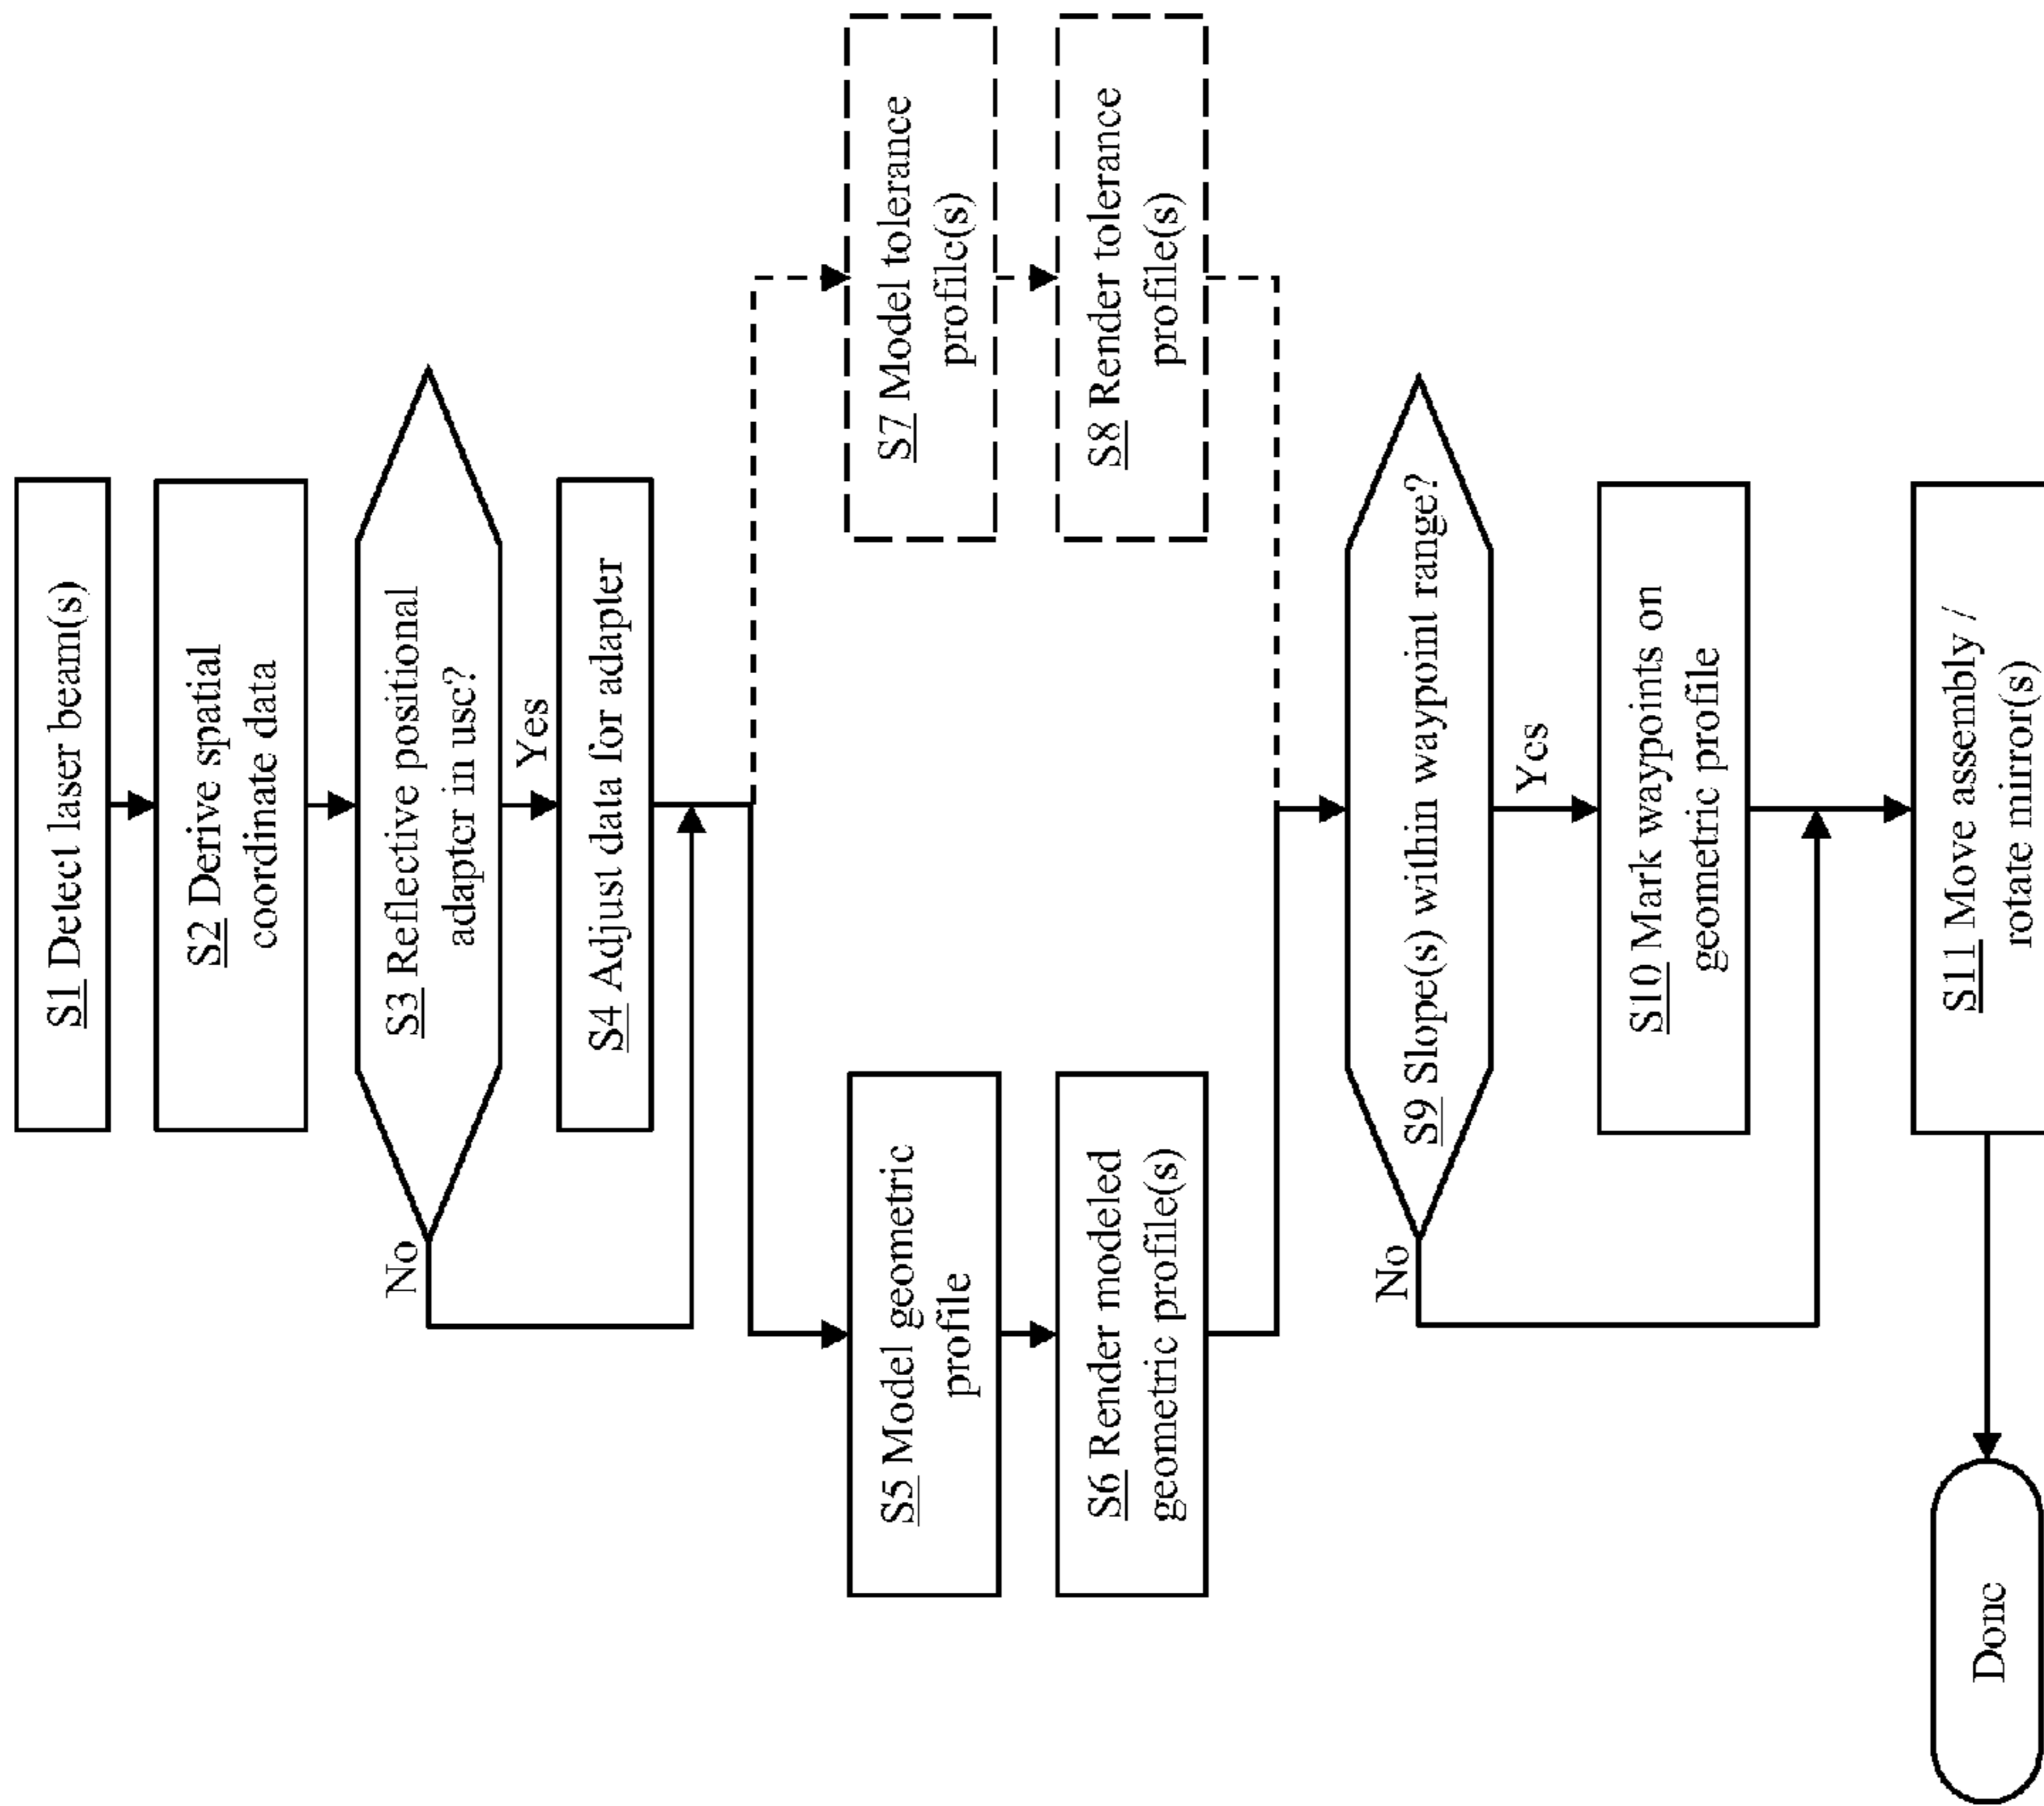 S1 Detect laser beam(s)
S2 Derive spatial
coordinate data
S3 Reflective positional
adapter in use?
No
Yes
S4 Adjust data for adapter
S5 Model geometric
profile
S6 Render modeled
geometric profile(s)
S7 Model tolerance
profile(s)
S8 Render tolerance
profile(s)
S9 Slope(s) within waypoint range?
No
Yes
S10 Mark waypoints on
geometric profile
S11 Move assembly /
rotate mirror(s)
Done